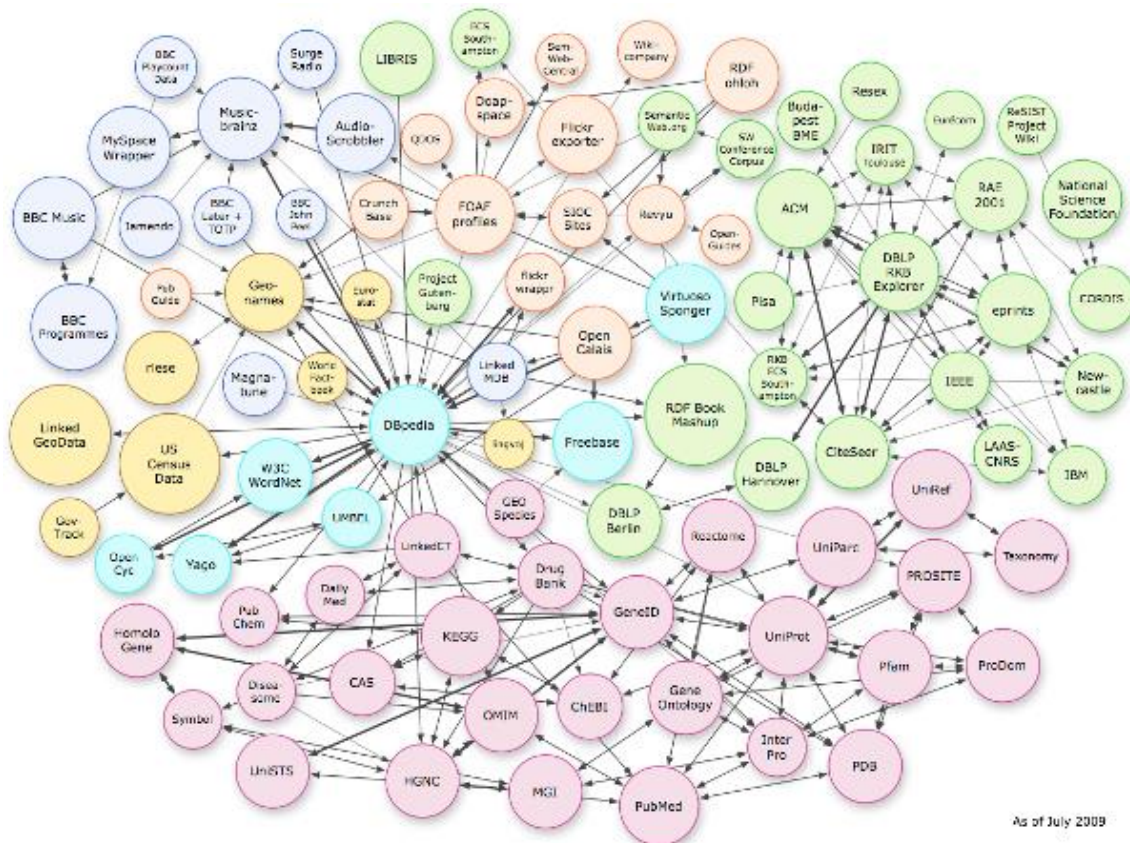 BBC
Playcount
Data
Surge
Radio
LIBRIS
ECS
South-
ampton
Sem-
Web-
Central
Wiki-
company
RDF
ohloh
Music-
brainz
Doap-
space
Flickr
exporter
Semantic
Web.org
Buda-
pest
BME
Resex
Eurécom
ReSIST
Project
Wiki
MySpace
Wrapper
Audio-
Scrobbler
QDOS
SW
Conference
Corpus
IRIT
Toulouse
RAE
2001
National
Science
Foundation
BBC Music
Jamendo
BBC
Later +
TOTP
BBC
John
Peel
Crunch
Base
FOAF
profiles
SIOC
Sites
Revyu
Open-
Guides
ACM
DBLP
RKB
Explorer
Pub
Guide
Geo-
names
Euro-
stat
Project
Guten-
burg
flickr
wrappr
Virtuoso
Sponger
Pisa
eprints
CORDIS
BBC
Programmes
riese
Magna-
tune
World
Fact-
book
Linked
MDB
Open
Calais
RKB
ECS
South-
ampton
IEEE
New-
castle
Linked
GeoData
US
Census
Data
DBpedia
lingvoj
Freebase
RDF Book
Mashup
CiteSeer
LAAS-
CNRS
IBM
W3C
WordNet
DBLP
Hannover
Gov-
Track
Open
Cyc
Yago
UMBEL
GEO
Species
DBLP
Berlin
LinkedCT
Reactome
UniParc
UniRef
Taxonomy
PROSITE
Daily
Med
Drug
Bank
Pub
Chem
Homolo
Gene
KEGG
GeneID
UniProt
Pfam
ProDom
Disea-
some
CAS
ChEBI
Gene
Ontology
Symbol
OMIM
Inter
Pro
UniSTS
HGNC
MGI
PubMed
PDB
As of July 2009